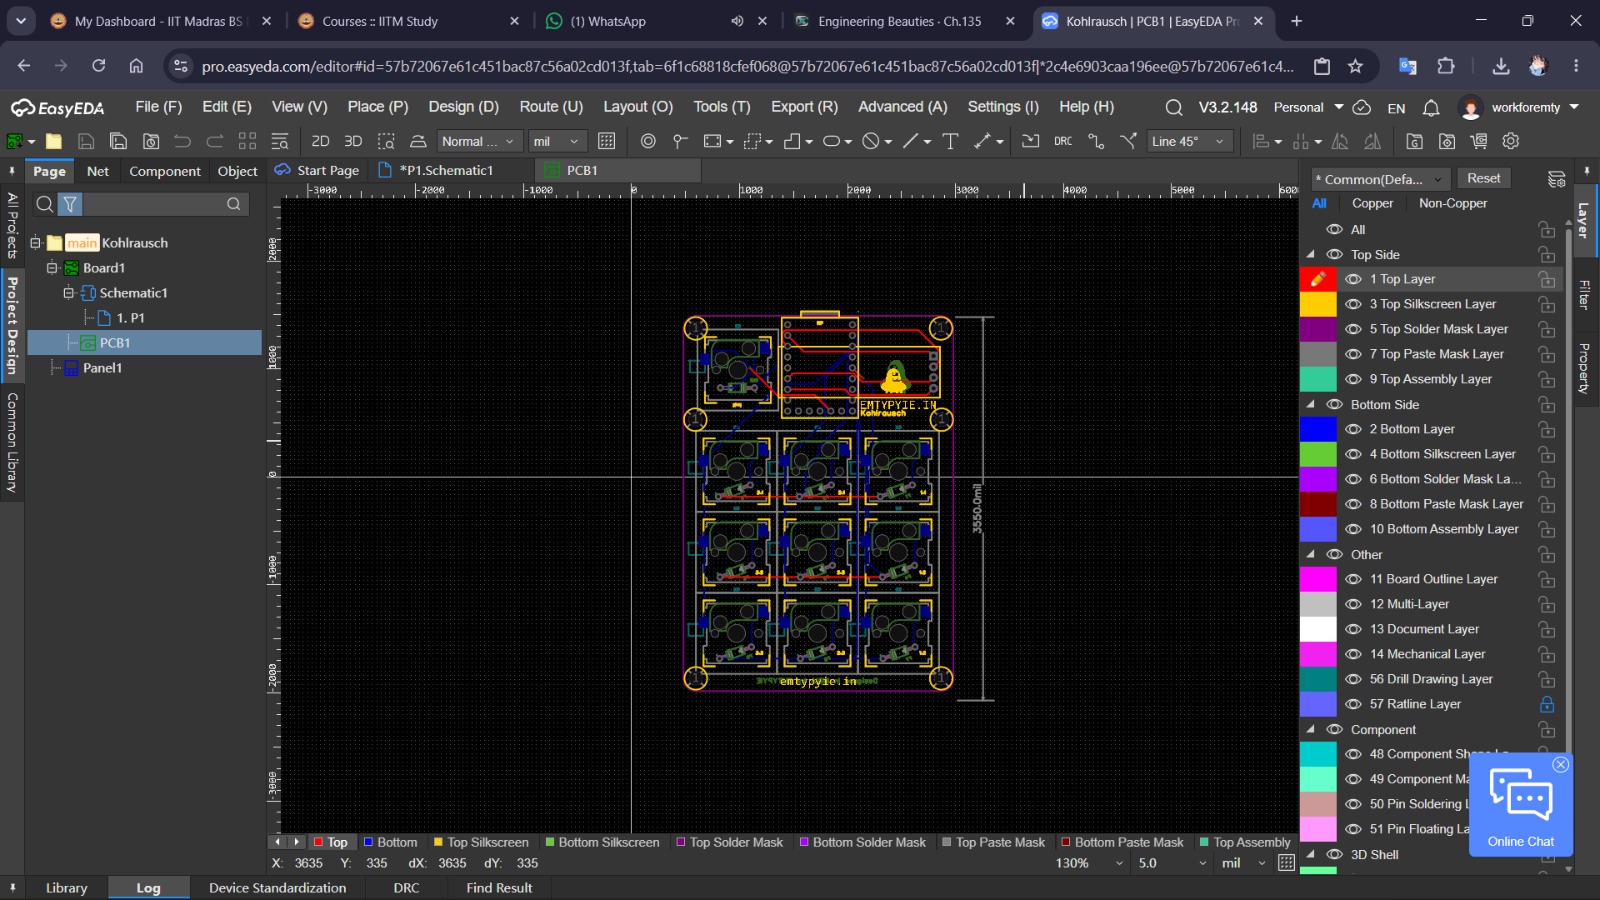 My Dashboard - IIT Madras BS
Courses :: IITM Study
(1) WhatsApp
Engineering Beauties - Ch.135
Kohlrausch | PCB1 | EasyEDA Pr
pro.easyeda.com/editor#id=57b72067e61c451bac87c56a02cd013f,tab=6f1c68818cfef068@57b72067e61c451bac87c56a02cd013f|*2c4e6903caa196ee@57b72067e61c4...
EasyEDA
File (F)
Edit (E)
View (V)
Place (P)
Design (D)
Route (U)
Layout (O)
Tools (T)
Export (R)
Advanced (A)
Settings (I)
Help (H)
V3.2.148
Personal
EN
workforemty
2D
3D
Normal ...
mil
DRC
Line 45°
Page
Net
Component
Object
Start Page
*P1.Schematic1
PCB1
All Projects
Project Design
Common Library
main Kohlrausch
Board1
Schematic1
1. P1
PCB1
Panel1
-3000
-2000
-1000
0
1000
2000
3000
4000
5000
2000
1000
0
-1000
-2000
-3000
EMTYPYIE.IN
Kohlrausch
3550.0mil
emtypyie.in
* Common(Defa...
Reset
All
Copper
Non-Copper
All
Top Side
1 Top Layer
3 Top Silkscreen Layer
5 Top Solder Mask Layer
7 Top Paste Mask Layer
9 Top Assembly Layer
Bottom Side
2 Bottom Layer
4 Bottom Silkscreen Layer
6 Bottom Solder Mask La...
8 Bottom Paste Mask Layer
10 Bottom Assembly Layer
Other
11 Board Outline Layer
12 Multi-Layer
13 Document Layer
14 Mechanical Layer
56 Drill Drawing Layer
57 Ratline Layer
Component
48 Component
49 Component Ma
50 Pin Soldering L
51 Pin Floating La
3D Shell
Layer
Filter
Property
Online Chat
Top
Bottom
Top Silkscreen
Bottom Silkscreen
Top Solder Mask
Bottom Solder Mask
Top Paste Mask
Bottom Paste Mask
Top Assembly
X: 3635 Y: 335 dX: 3635 dY: 335
130%
5.0
mil
Library
Log
Device Standardization
DRC
Find Result